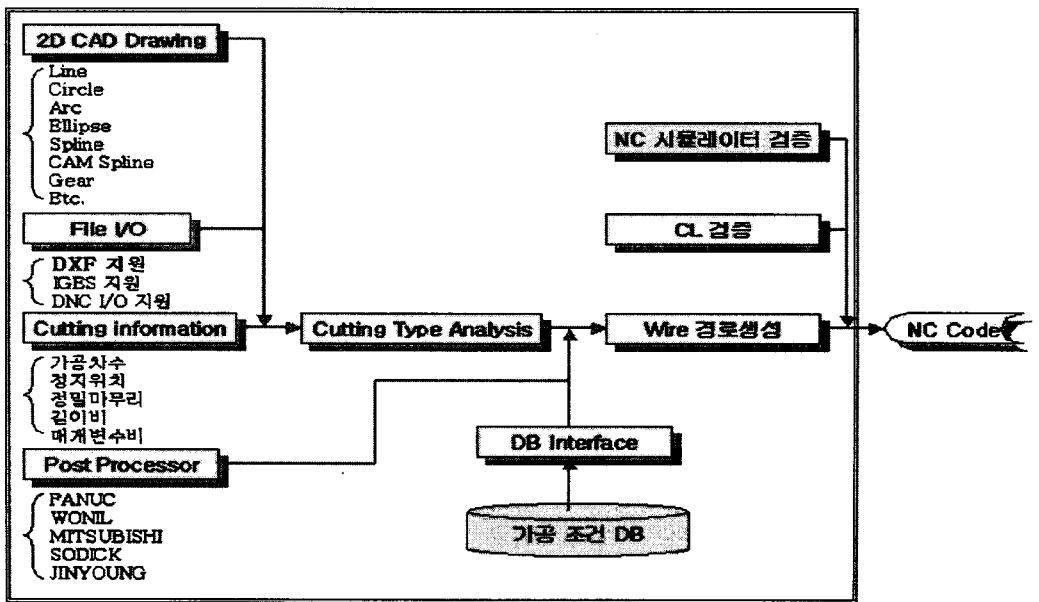 2D CAD Drawing
Line
Circle
Arc
Ellipse
Spline
CAM Spline
Gear
Etc.
File I/O
DXF 지원
IGES 지원
DNC I/O 지원
Cutting information
가공차수
정지위치
정밀마무리
길이비
매개변수비
Post Processor
FANUC
WONIL
MITSUBISHI
SODICK
JINYOUNG
Cutting Type Analysis
DB Interface
가공 조건 DB
NC 시뮬레이터 검증
CL 검증
Wire 경로생성
NC Code